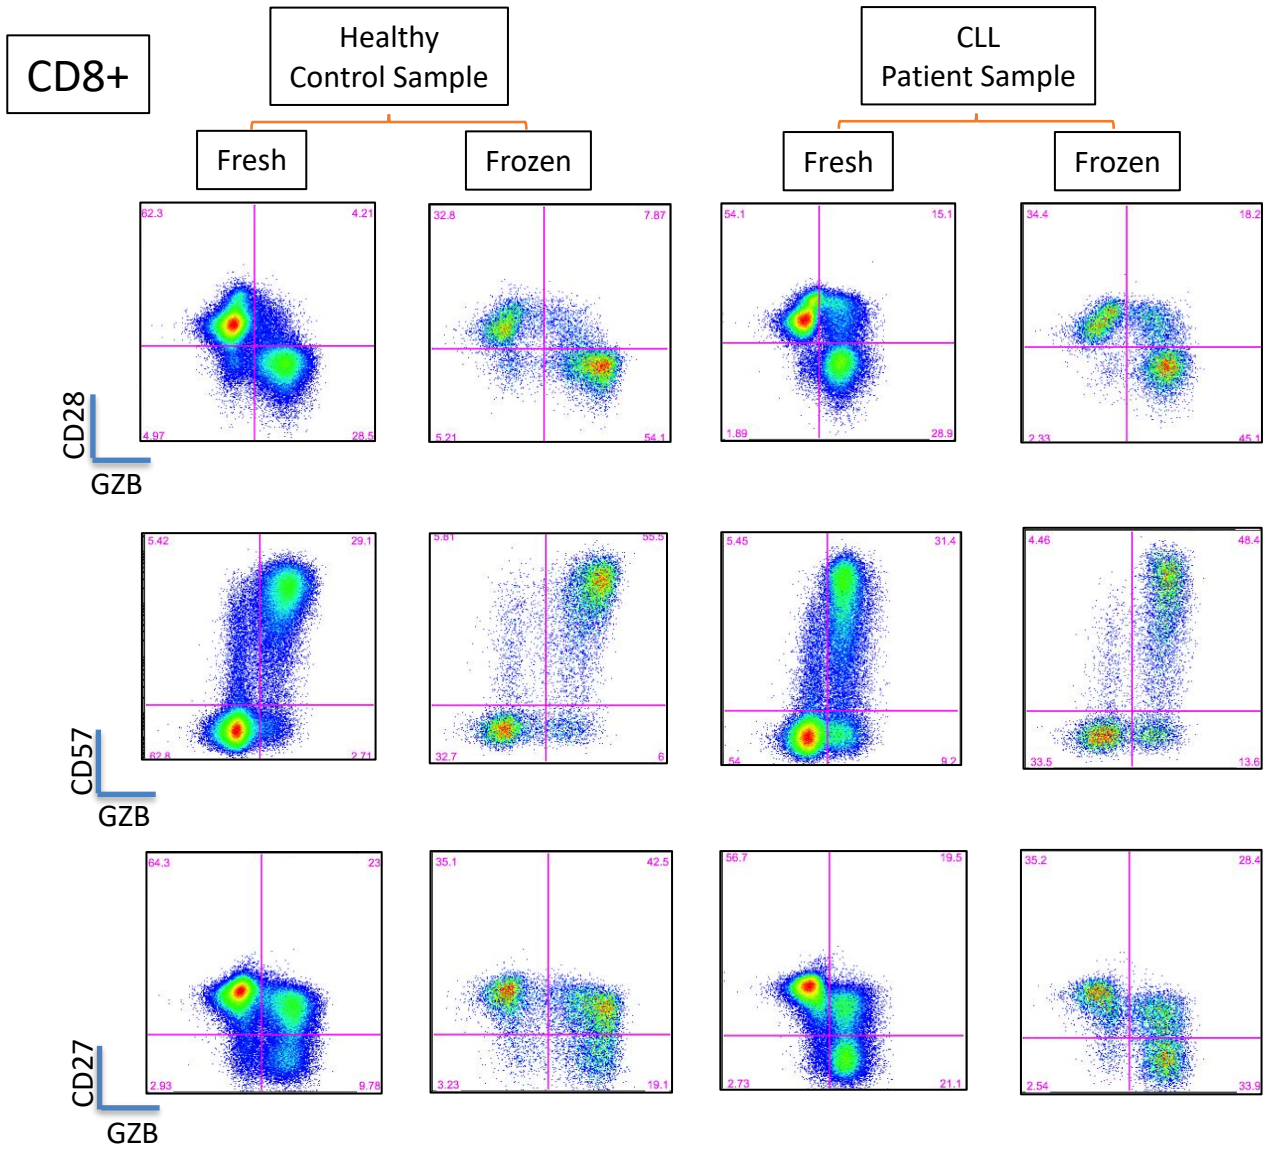 CD8+
Healthy
Control Sample
CLL
Patient Sample
Fresh
Frozen
Fresh
Frozen
62.3 4.21
32.8 7.87
54.1 15.1
34.4 18.2
4.97 28.5
5.21 54.1
1.89 28.9
2.33 45.1
CD28
GZB
5.42 29.1
5.81 55.5
5.45 31.4
4.46 48.4
62.8 2.71
32.7 6
54 9.2
33.5 13.6
CD57
GZB
64.3 23
35.1 42.5
56.7 19.5
35.2 28.4
2.93 9.78
3.23 19.1
2.73 21.1
2.54 33.9
CD27
GZB